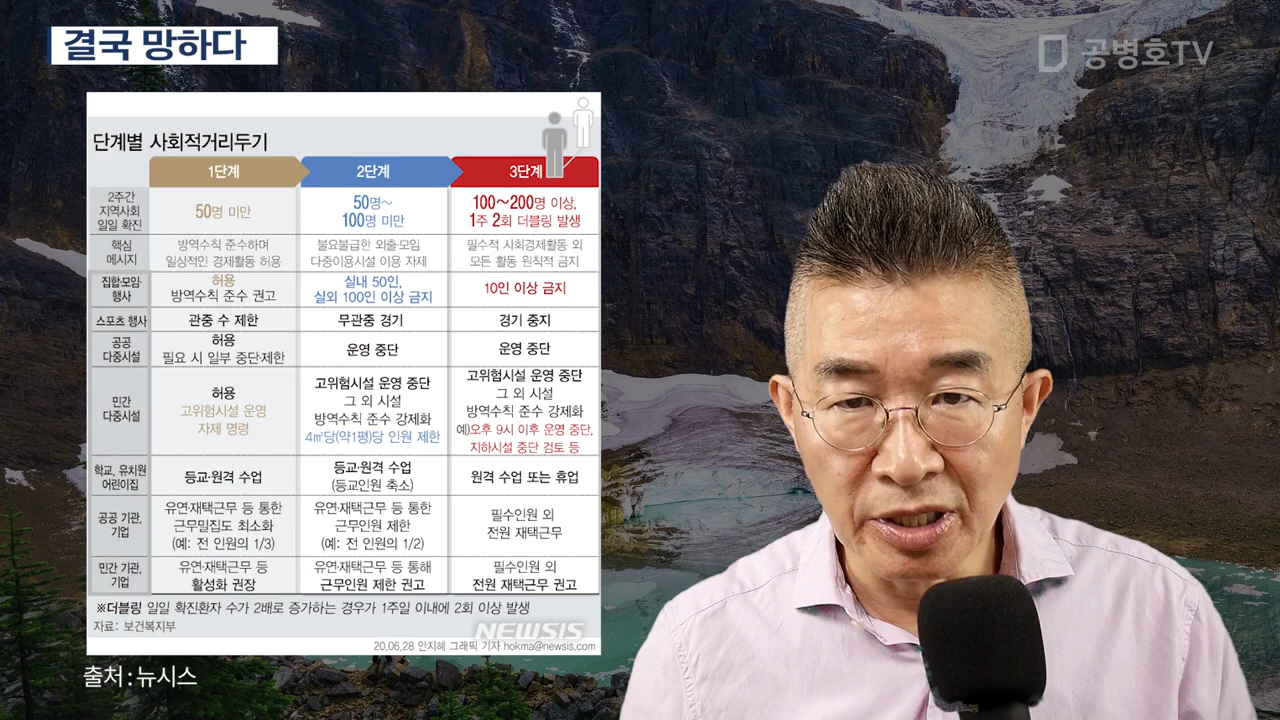 결국 망하다
공병호TV
단계별 사회적거리두기
1단계
2단계
3단계
2주간
지역사회
일일 확진
50명 미만
50명~
100명 미만
100~200명 이상,
1주 2회 더블링 발생
핵심
메시지
방역수칙 준수하며
일상적인 경제활동 허용
불요불급한 외출·모임
다중이용시설 이용 자제
필수적 사회경제활동 외
모든 활동 원칙적 금지
집합·모임·
행사
허용
방역수칙 준수 권고
실내 50인,
실외 100인 이상 금지
10인 이상 금지
스포츠 행사
관중 수 제한
무관중 경기
경기 중지
공공
다중시설
허용
필요 시 일부 중단·제한
운영 중단
운영 중단
민간
다중시설
허용
고위험시설 운영
자제 명령
고위험시설 운영 중단
그 외 시설
방역수칙 준수 강제화
4㎡당(약1평)당 인원 제한
고위험시설 운영 중단
그 외 시설
방역수칙 준수 강제화
예)오후 9시 이후 운영 중단,
지하시설 중단 검토 등
학교, 유치원
어린이집
등교·원격 수업
등교·원격 수업
(등교인원 축소)
원격 수업 또는 휴업
공공 기관,
기업
유연·재택근무 등 통한
근무밀집도 최소화
(예: 전 인원의 1/3)
유연·재택근무 등 통한
근무인원 제한
(예: 전 인원의 1/2)
필수인원 외
전원 재택근무
민간 기관,
기업
유연·재택근무 등
활성화 권장
유연·재택근무 등 통해
근무인원 제한 권고
필수인원 외
전원 재택근무 권고
※더블링 일일 확진환자 수가 2배로 증가하는 경우가 1주일 이내에 2회 이상 발생
자료: 보건복지부
NEWSIS
20.06.28 안지혜 그래픽 기자 hokma@newsis.com
출처 : 뉴시스